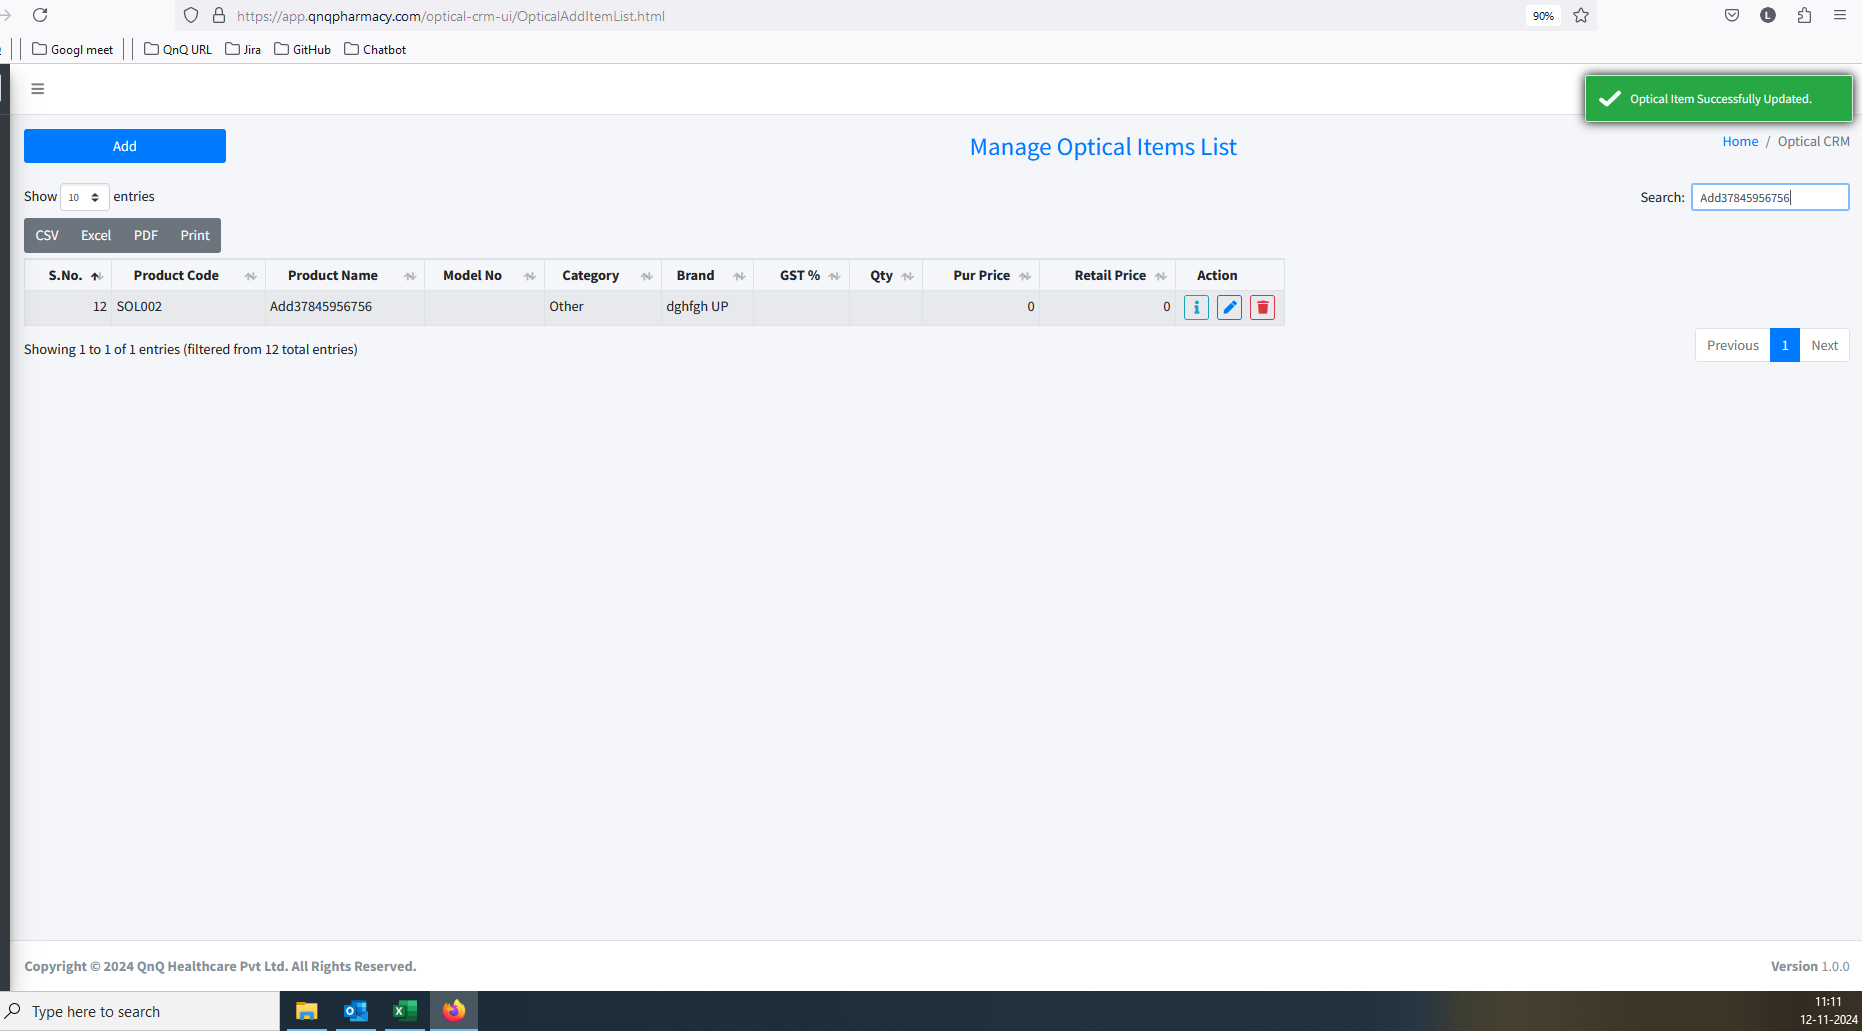 https://app.qnqpharmacy.com/optical-crm-ui/OpticalAddItemList.html 90% L
Googl meet QnQ URL Jira GitHub Chatbot
Optical Item Successfully Updated.
Add Manage Optical Items List Home / Optical CRM
Show 10 entries Search: Add37845956756
CSV Excel PDF Print
S.No. Product Code Product Name Model No Category Brand GST % Qty Pur Price Retail Price Action
12 SOL002 Add37845956756 Other dghfgh UP 0 0
Showing 1 to 1 of 1 entries (filtered from 12 total entries) Previous 1 Next
Copyright © 2024 QnQ Healthcare Pvt Ltd. All Rights Reserved. Version 1.0.0
Type here to search 11:11
12-11-2024